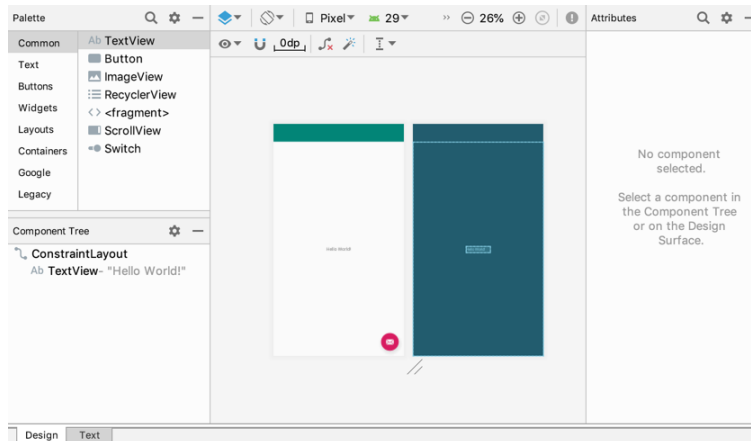 Palette
Pixel
29
26%
Attributes
Common
Text
Buttons
Widgets
Layouts
Containers
Google
Legacy
Ab TextView
Button
ImageView
RecyclerView
<fragment>
ScrollView
Switch
0dp
Component Tree
ConstraintLayout
Ab TextView- "Hello World!"
Hello World!
No component
selected.
Select a component in
the Component Tree
or on the Design
Surface.
Design
Text